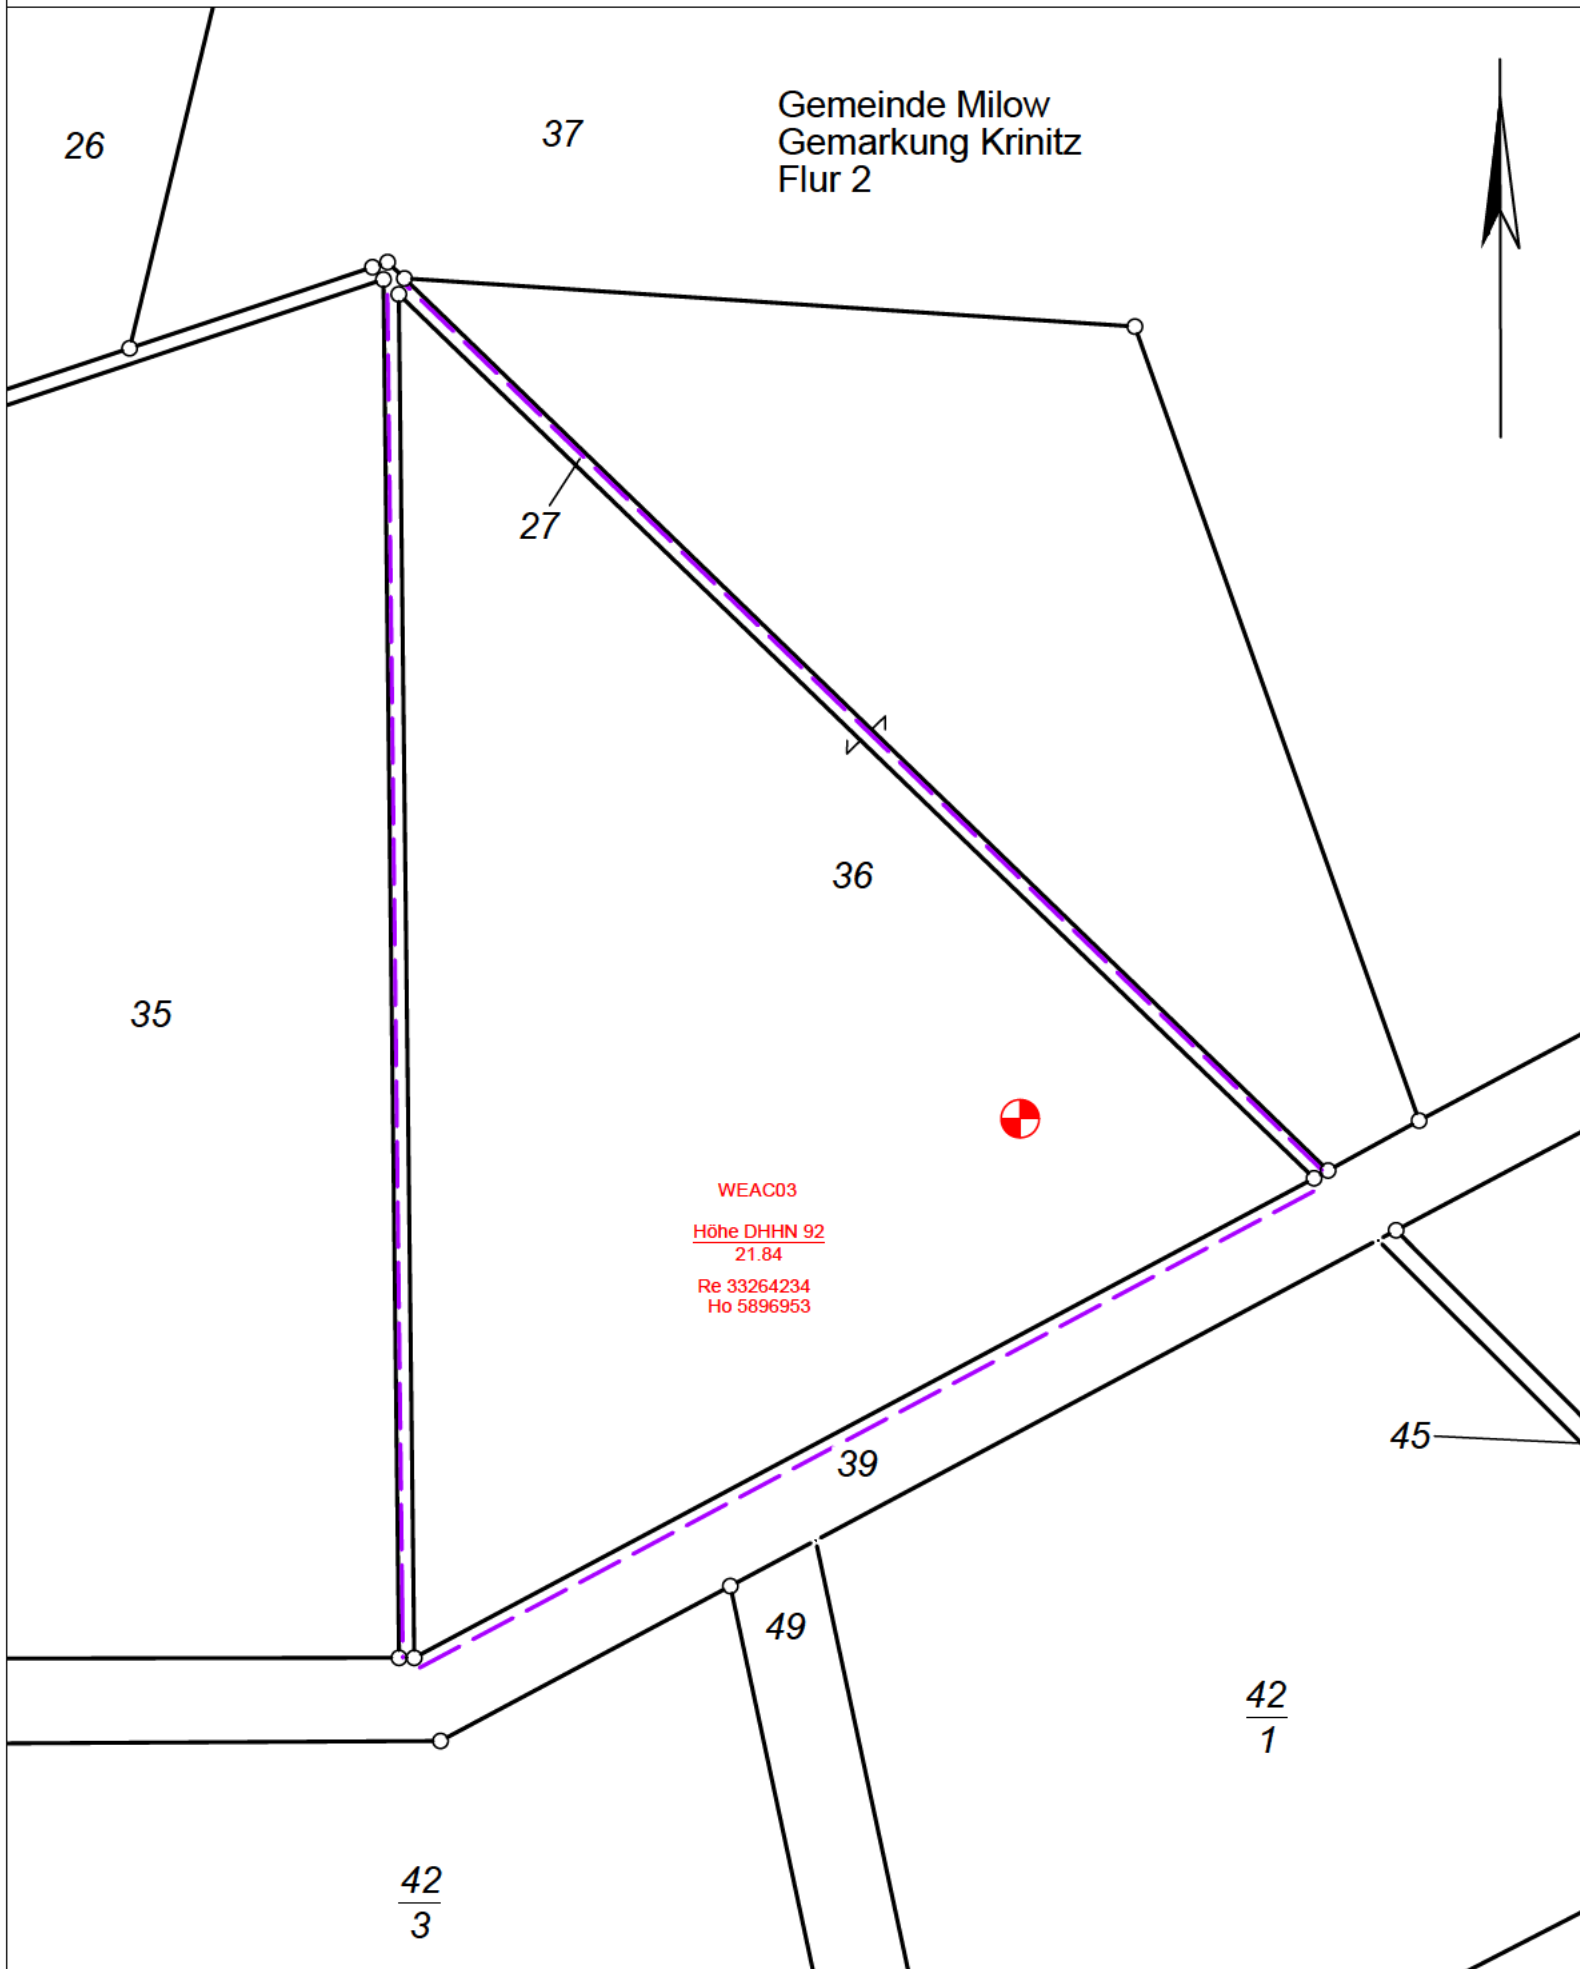 Gemeinde Milow
Gemarkung Krinitz
Flur 2
26
37
27
36
35
WEAC03
Höhe DHHN 92
21.84
Re 33264234
Ho 5896953
45
39
49
42
1
42
3